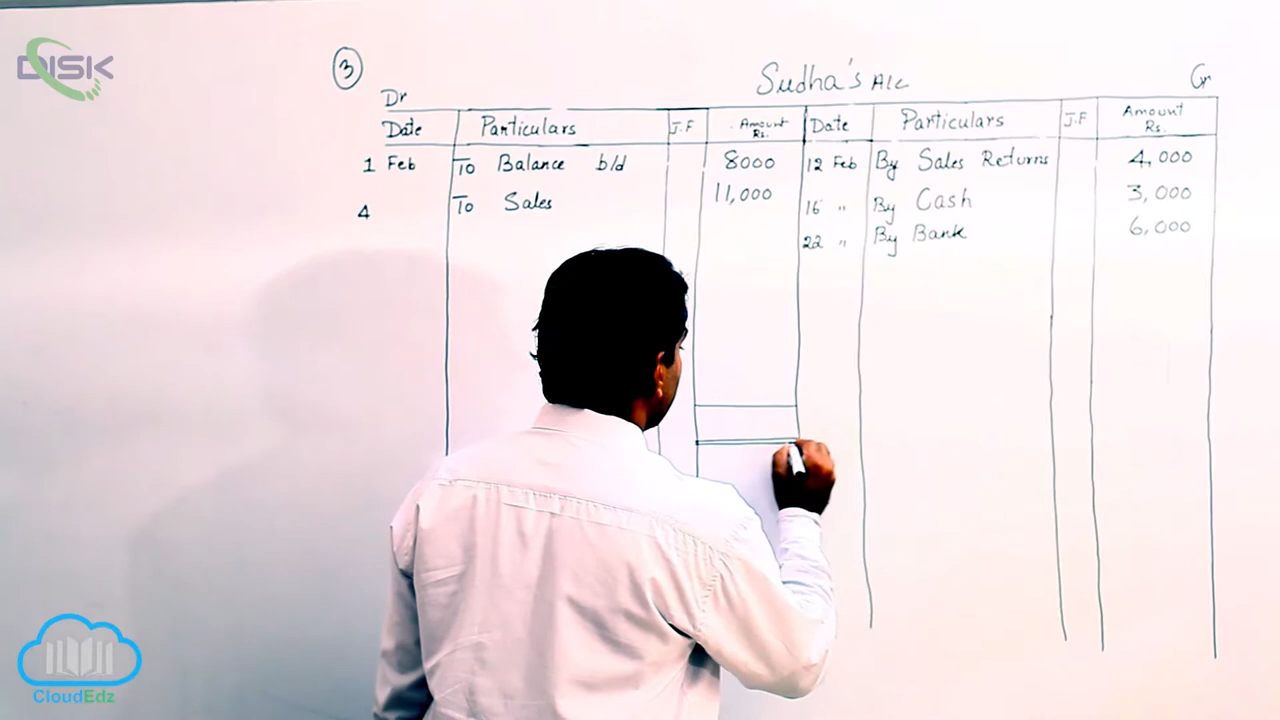 DISK
3
Sudha's A/c
Dr
Cr
Date Particulars J.F Amount Rs. Date Particulars J.F Amount Rs.
1 Feb To Balance b/d 8000 12 Feb By Sales Returns 4,000
4 To Sales 11,000 16 " By Cash 3,000
22 " By Bank 6,000
CloudEdz